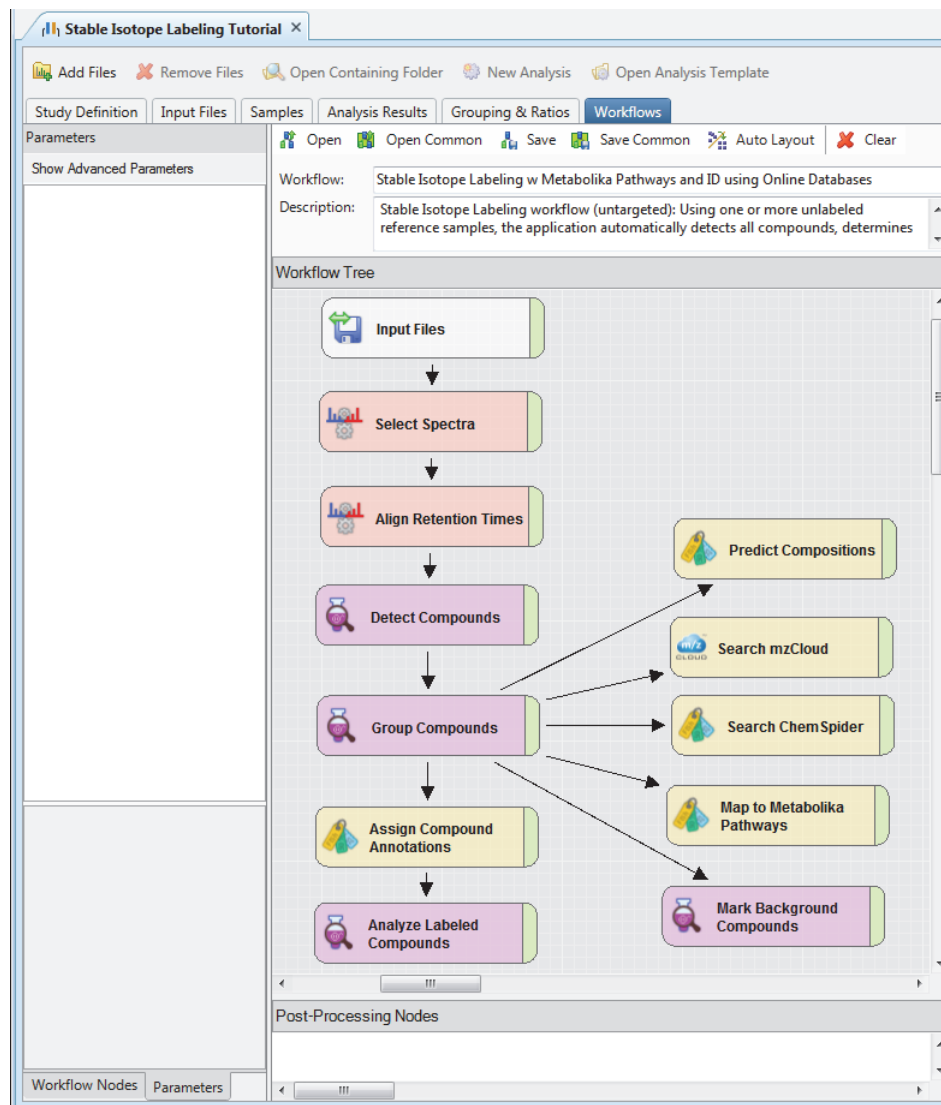 Stable Isotope Labeling Tutorial ×
Add Files Remove Files Open Containing Folder New Analysis Open Analysis Template
Study Definition Input Files Samples Analysis Results Grouping & Ratios Workflows
Parameters
Show Advanced Parameters
Open Open Common Save Save Common Auto Layout Clear
Workflow: Stable Isotope Labeling w Metabolika Pathways and ID using Online Databases
Description: Stable Isotope Labeling workflow (untargeted): Using one or more unlabeled
reference samples, the application automatically detects all compounds, determines
Workflow Tree
Input Files
Select Spectra
Align Retention Times
Predict Compositions
Detect Compounds
m/z CLOUD
Search mzCloud
Group Compounds
Search ChemSpider
Map to Metabolika
Pathways
Assign Compound
Annotations
Mark Background
Compounds
Analyze Labeled
Compounds
Post-Processing Nodes
Workflow Nodes Parameters